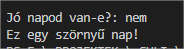 Jó napod van-e?: nem
Ez egy szörnyű nap!